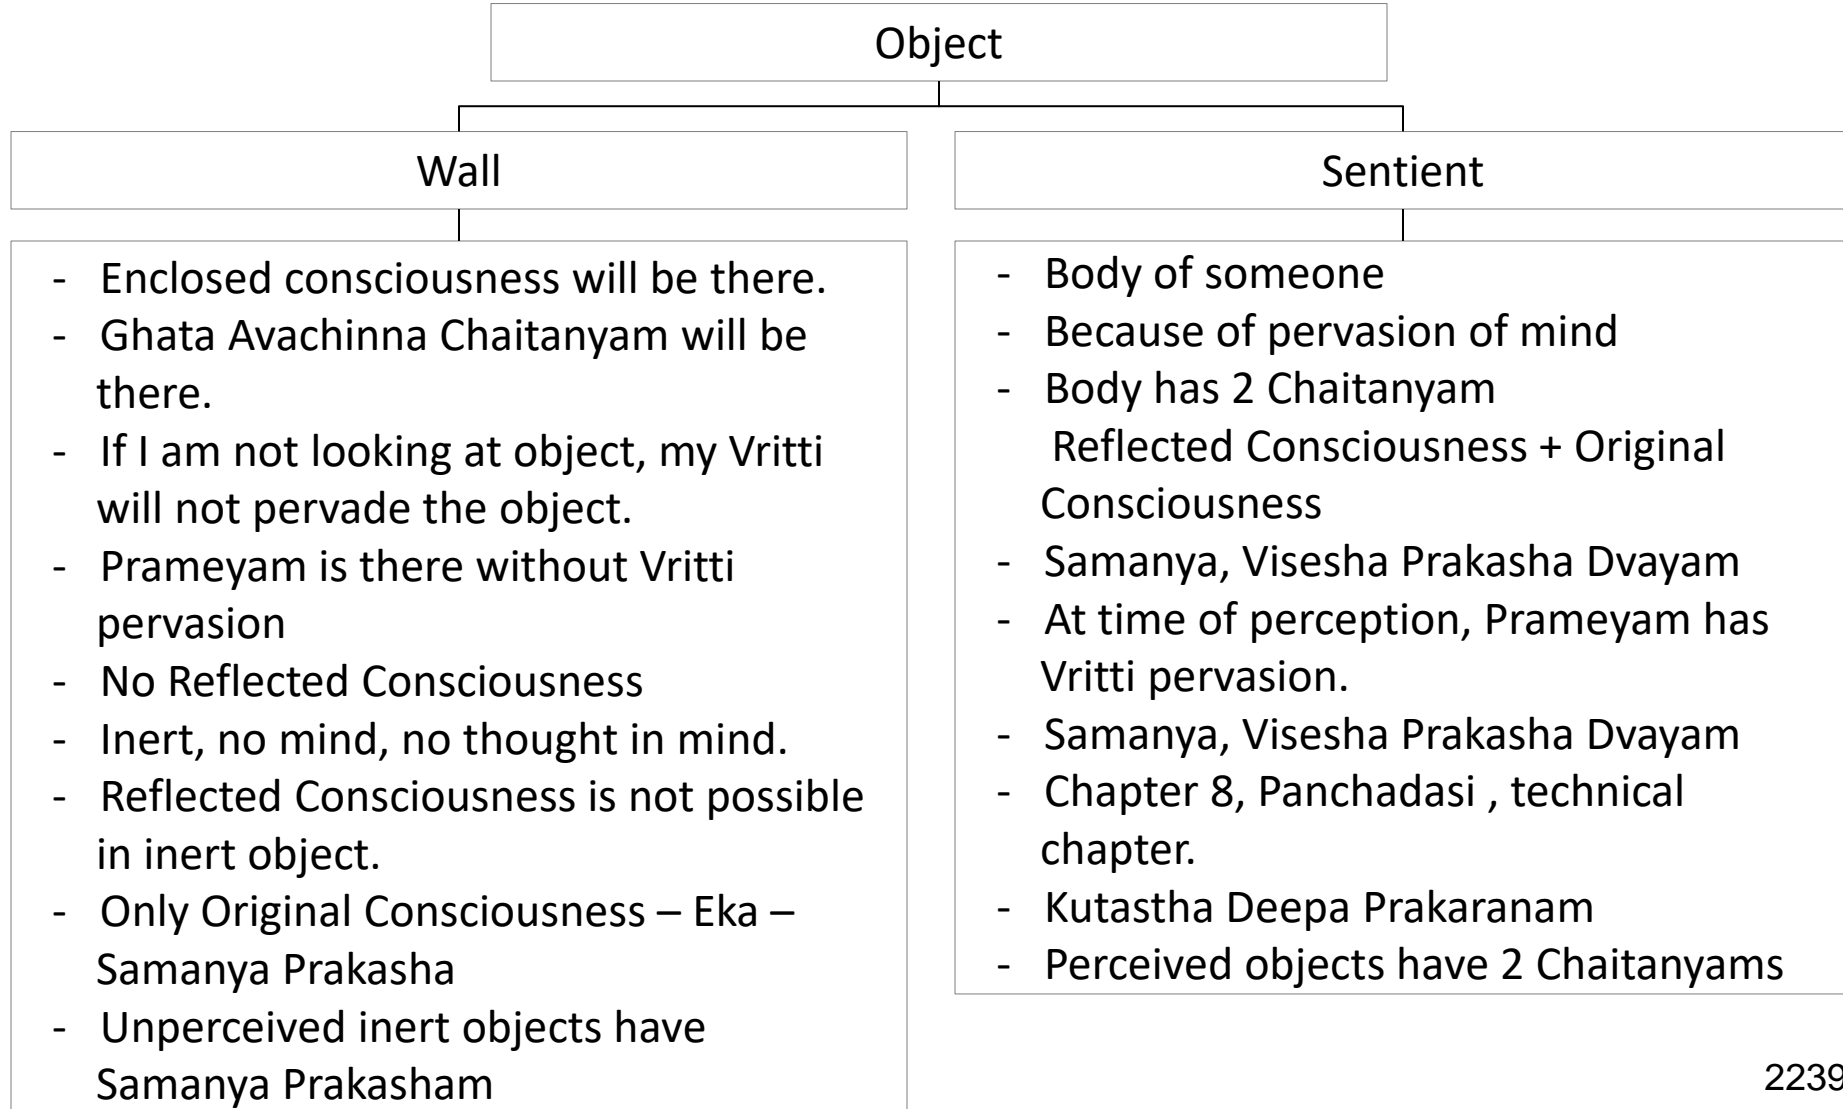 Object
Wall
- Enclosed consciousness will be there.
- Ghata Avachinna Chaitanyam will be
there.
- If I am not looking at object, my Vritti
will not pervade the object.
- Prameyam is there without Vritti
pervasion
- No Reflected Consciousness
- Inert, no mind, no thought in mind.
- Reflected Consciousness is not possible
in inert object.
- Only Original Consciousness – Eka –
Samanya Prakasha
- Unperceived inert objects have
Samanya Prakasham
Sentient
- Body of someone
- Because of pervasion of mind
- Body has 2 Chaitanyam
Reflected Consciousness + Original
Consciousness
- Samanya, Visesha Prakasha Dvayam
- At time of perception, Prameyam has
Vritti pervasion.
- Samanya, Visesha Prakasha Dvayam
- Chapter 8, Panchadasi , technical
chapter.
- Kutastha Deepa Prakaranam
- Perceived objects have 2 Chaitanyams
2239